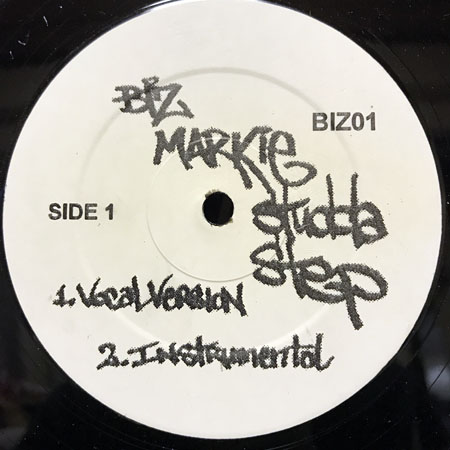 Biz
MARKIE
BIZ01
Studda
Step
SIDE 1
1. Vocal Version
2. Instrumental